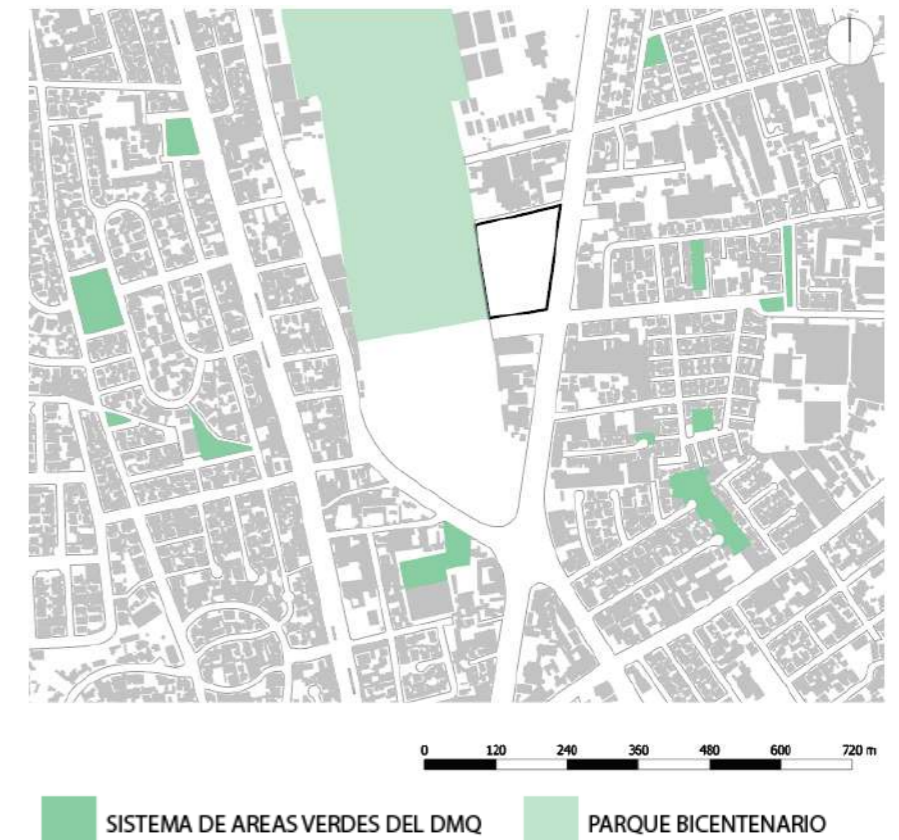 0 120 240 360 480 600 720 m
SISTEMA DE AREAS VERDES DEL DMQ PARQUE BICENTENARIO